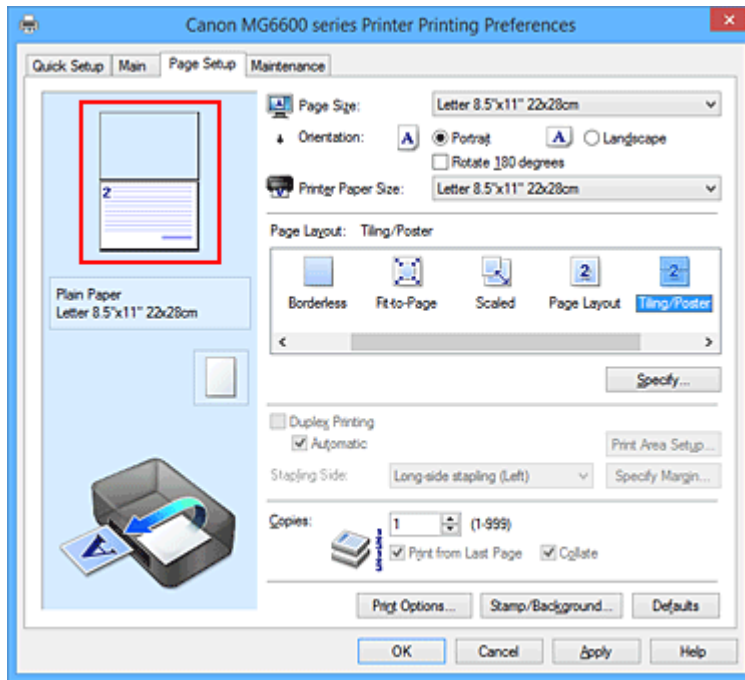 Canon MG6600 series Printer Printing Preferences
Quick Setup Main Page Setup Maintenance
Page Size: Letter 8.5"x11" 22x28cm
Orientation: A Portrait A Landscape
Rotate 180 degrees
Printer Paper Size: Letter 8.5"x11" 22x28cm
2
Page Layout: Tiling/Poster
2 2
Borderless Fit-to-Page Scaled Page Layout Tiling/Poster
Plain Paper
Letter 8.5"x11" 22x28cm
Specify...
Duplex Printing
Automatic Print Area Setup...
Stapling Side: Long-side stapling (Left) Specify Margin...
Copies: 1 (1-999)
Print from Last Page Collate
A
Print Options... Stamp/Background... Defaults
OK Cancel Apply Help